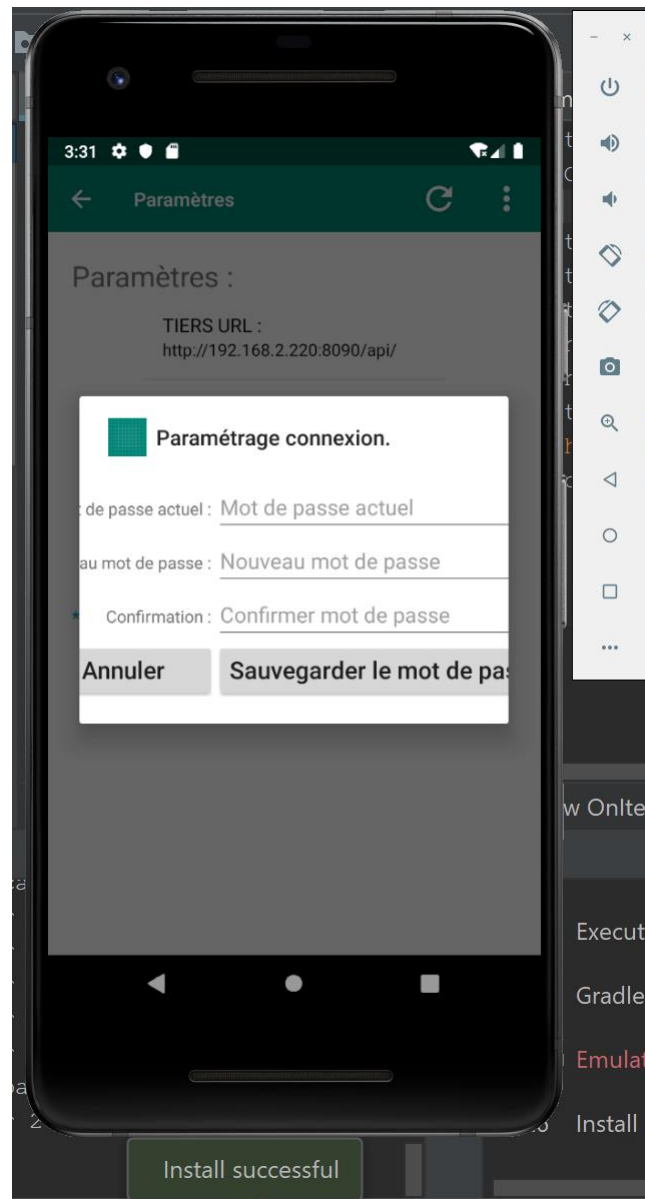 3:31
Paramètres
Paramètres :
TIERS URL :
http://192.168.2.220:8090/api/
Paramétrage connexion.
: de passe actuel : Mot de passe actuel
au mot de passe : Nouveau mot de passe
* Confirmation : Confirmer mot de passe
Annuler Sauvegarder le mot de pas
w Onlte
Execut
Gradle
Emulat
Install
Install successful